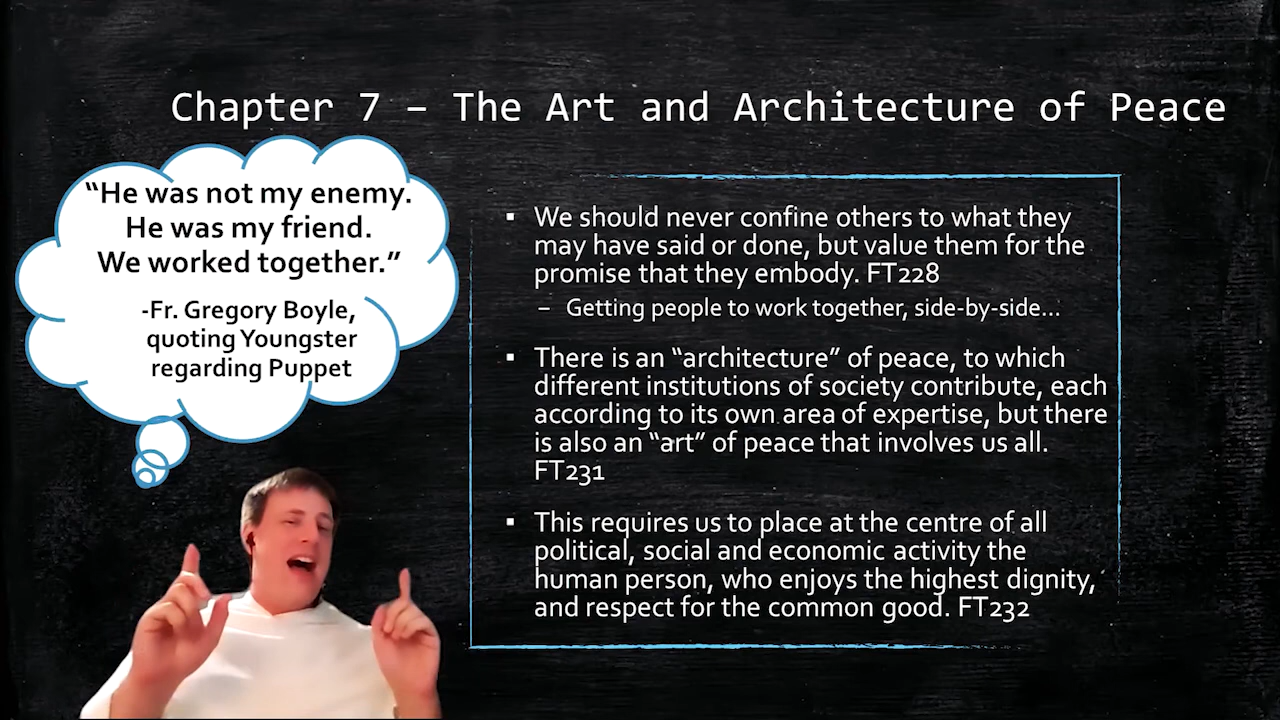 Chapter 7 – The Art and Architecture of Peace
“He was not my enemy.
He was my friend.
We worked together.”
-Fr. Gregory Boyle,
quoting Youngster
regarding Puppet
▪ We should never confine others to what they
may have said or done, but value them for the
promise that they embody. FT228
– Getting people to work together, side-by-side…
▪ There is an “architecture” of peace, to which
different institutions of society contribute, each
according to its own area of expertise, but there
is also an “art” of peace that involves us all.
FT231
▪ This requires us to place at the centre of all
political, social and economic activity the
human person, who enjoys the highest dignity,
and respect for the common good. FT232